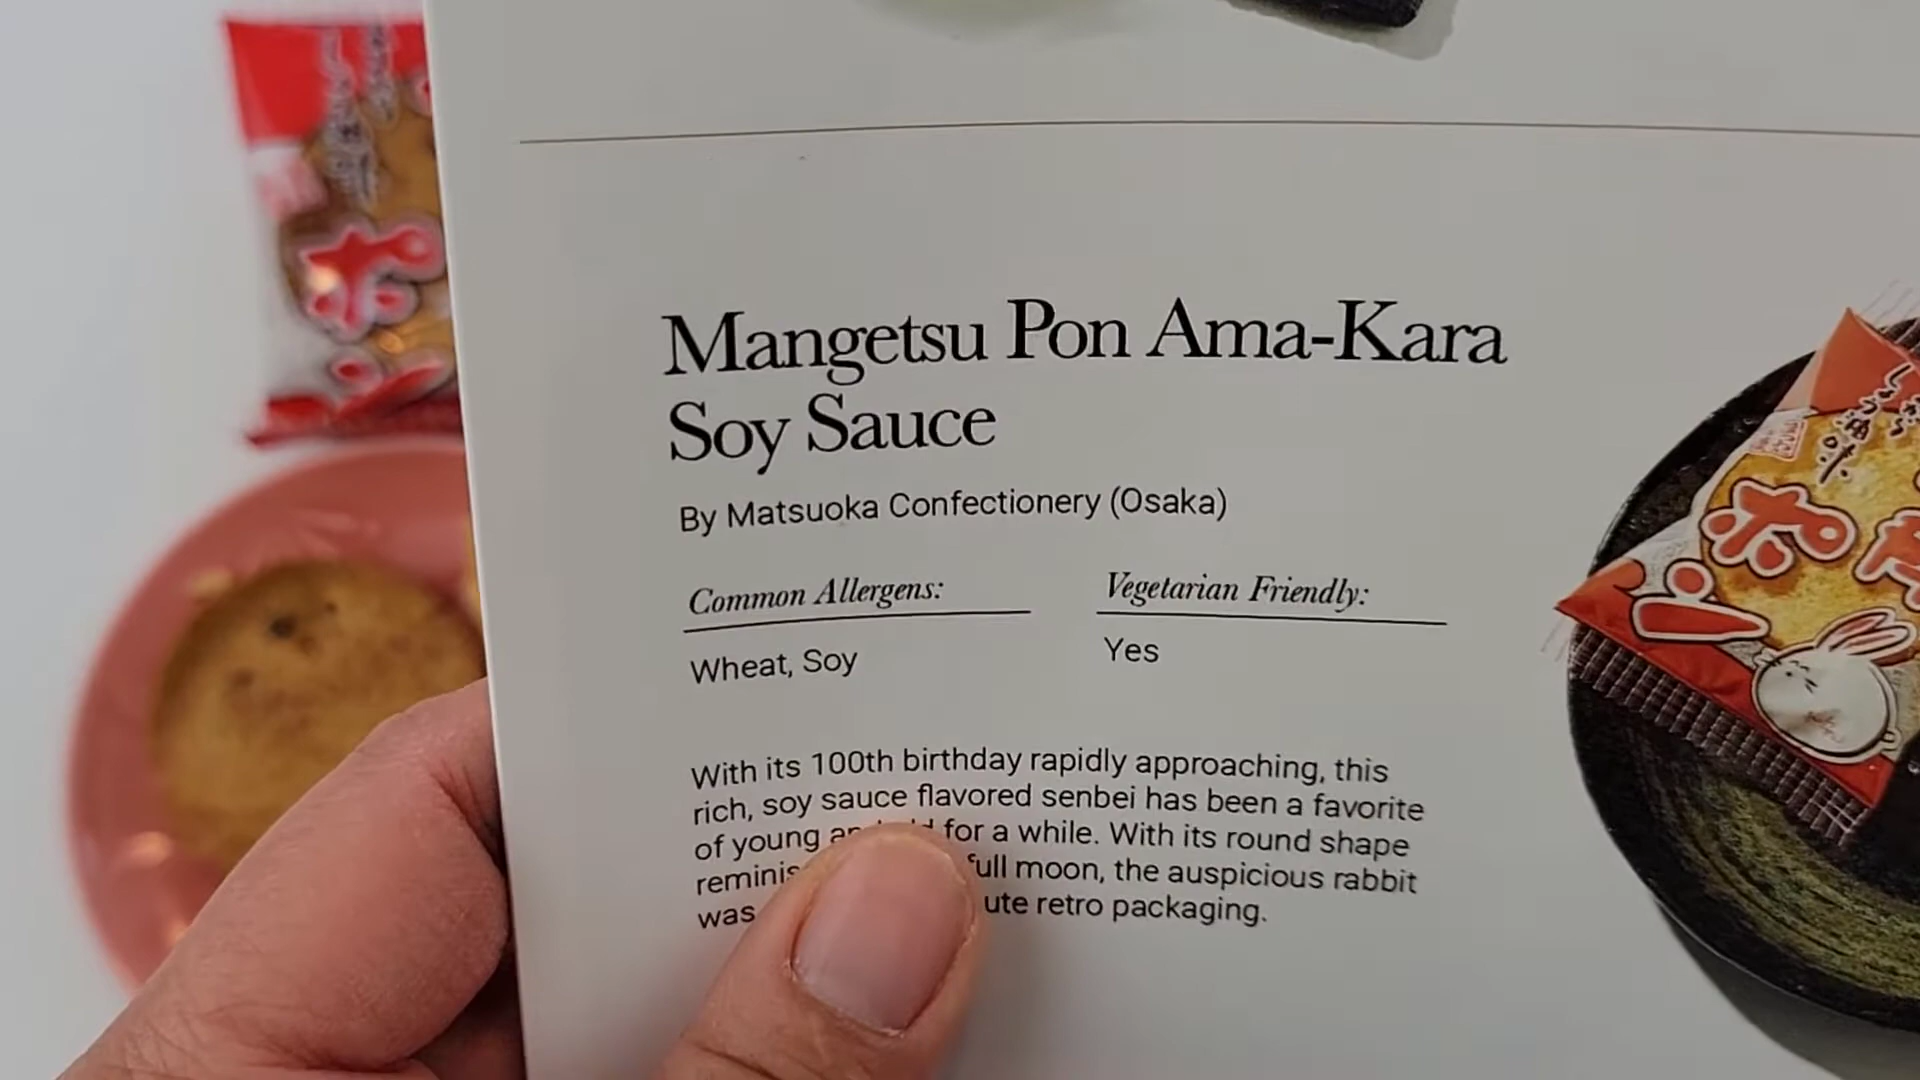 Mangetsu Pon Ama-Kara
Soy Sauce
By Matsuoka Confectionery (Osaka)
Common Allergens:
Wheat, Soy
Vegetarian Friendly:
Yes
With its 100th birthday rapidly approaching, this
rich, soy sauce flavored senbei has been a favorite
of young for a while. With its round shape
moon, the auspicious rabbit
was retro packaging.
ポ
ン